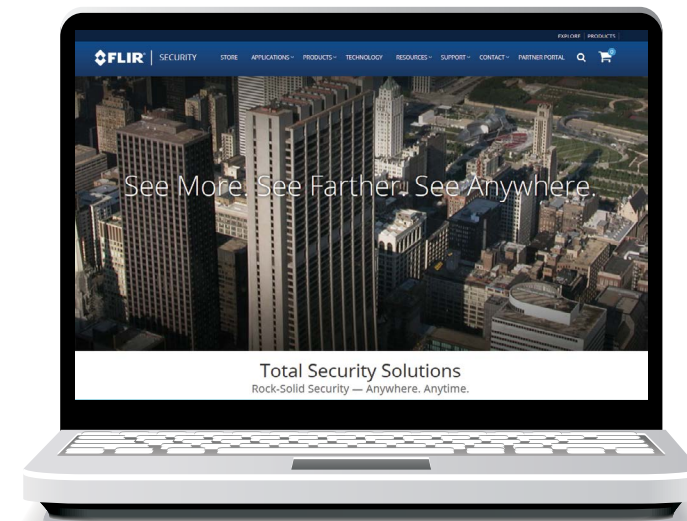 EXPLORE | PRODUCTS |
FLIR® | SECURITY STORE APPLICATIONS PRODUCTS TECHNOLOGY RESOURCES SUPPORT CONTACT PARTNER PORTAL
See More. See Farther. See Anywhere.
Total Security Solutions
Rock-Solid Security — Anywhere. Anytime.